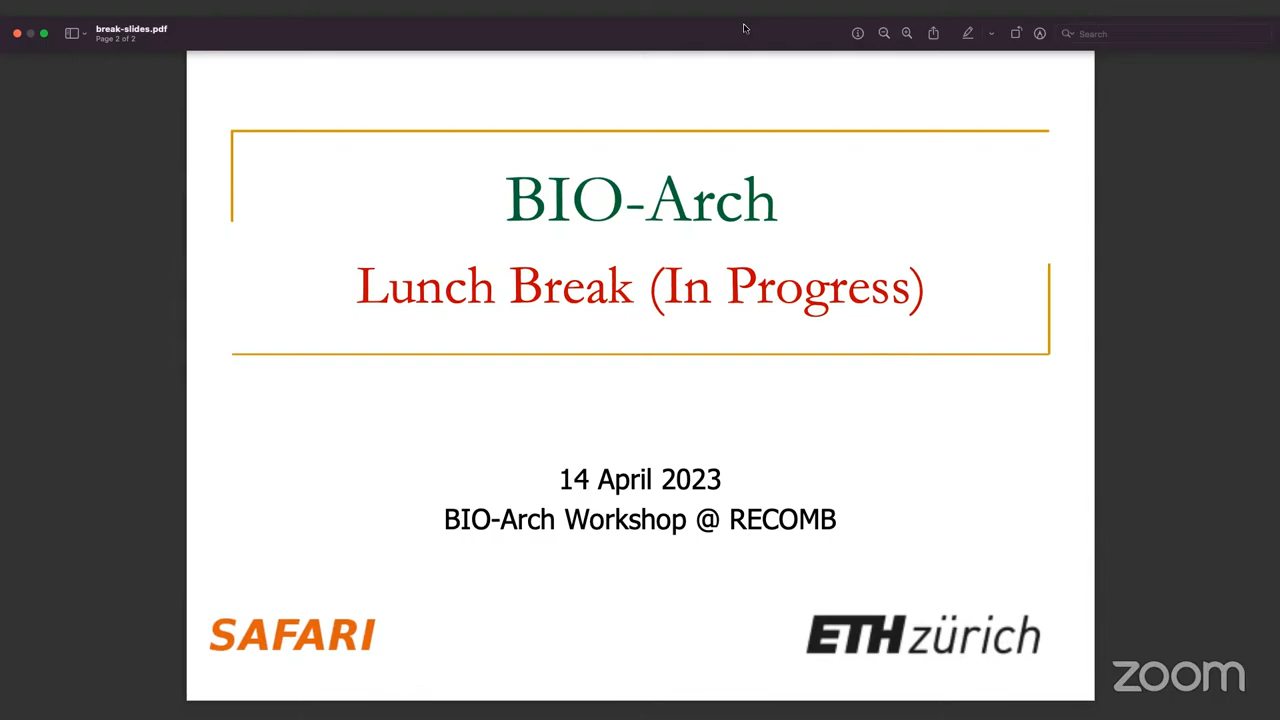 break-slides.pdf
Page 2 of 2
Search
BIO-Arch
Lunch Break (In Progress)
14 April 2023
BIO-Arch Workshop @ RECOMB
SAFARI
ETH zürich
zoom